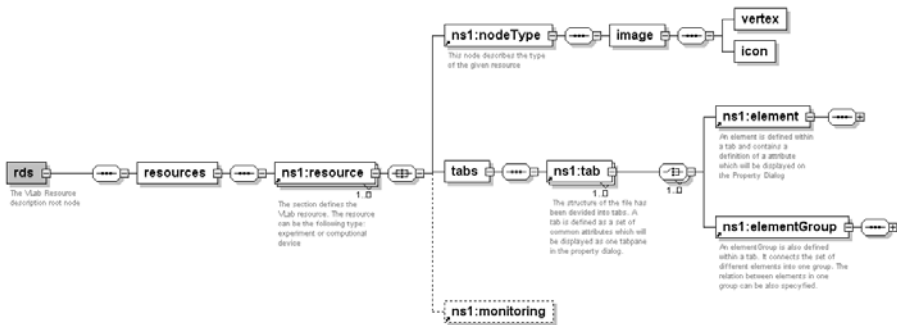 vertex
ns1:nodeType
image
This node describes the type
of the given resource
icon
ns1:element
An element is defined within
a tab and contains a
definition of a attribute
which will be displayed on
the Property Dialog
rds
The VLab Resource
description root node
resources
ns1:resource
1..
The section defines the
VLab resource. The resource
can be the following type:
experiment or computional
device
tabs
ns1:tab
1..
The structure of the file has
been devided into tabs. A
tab is defined as a set of
common attributes which will
be displayed as one tabpane
in the property dialog.
1..
ns1:elementGroup
An elementGroup is also defined
within a tab. It connects the set of
different elements into one group. The
relation between elements in one
group can be also specyfied.
ns1:monitoring